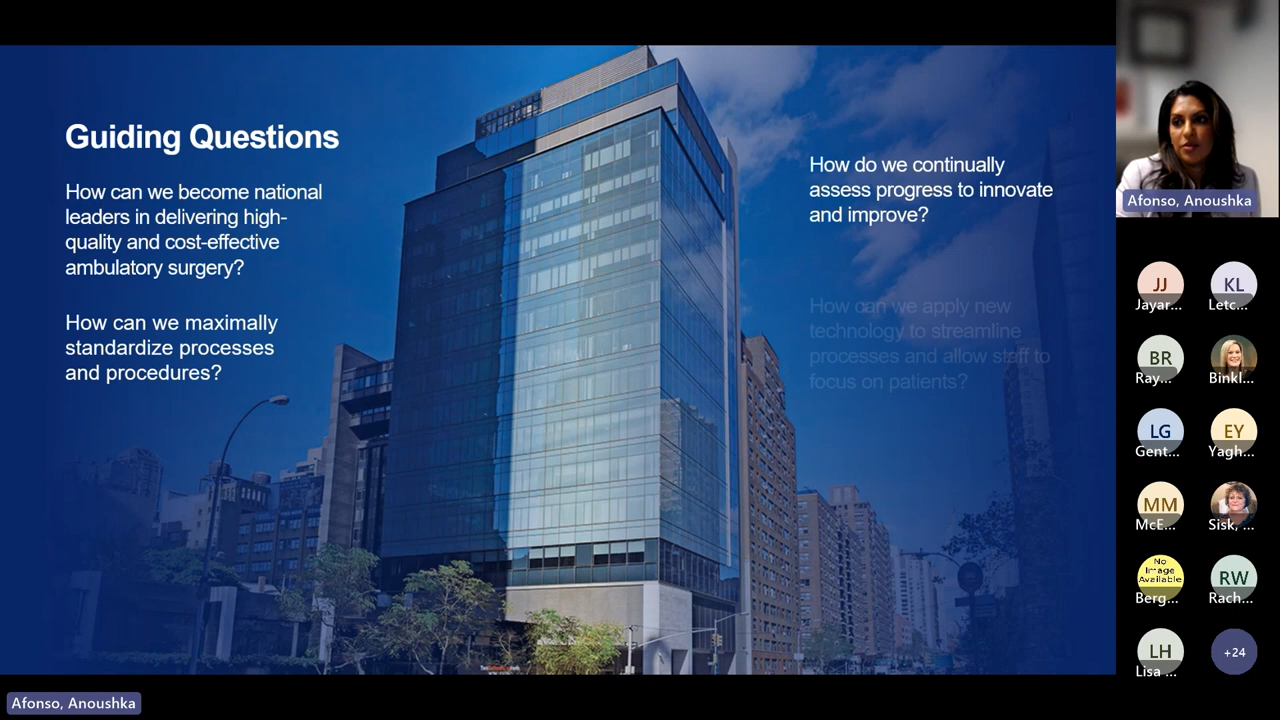 Guiding Questions
How can we become national
leaders in delivering high-
quality and cost-effective
ambulatory surgery?
How can we maximally
standardize processes
and procedures?
How do we continually
assess progress to innovate
and improve?
How can we apply new
technology to streamline
processes and allow staff to
focus on patients?
Afonso, Anoushka
JJ
Jayar...
KL
Letc...
BR
Ray...
Binkl...
LG
Gent...
EY
Yagh...
MM
McE...
Sisk, ...
No
Image
Available
Berg...
RW
Rach...
LH
Lisa ...
+24
Afonso, Anoushka